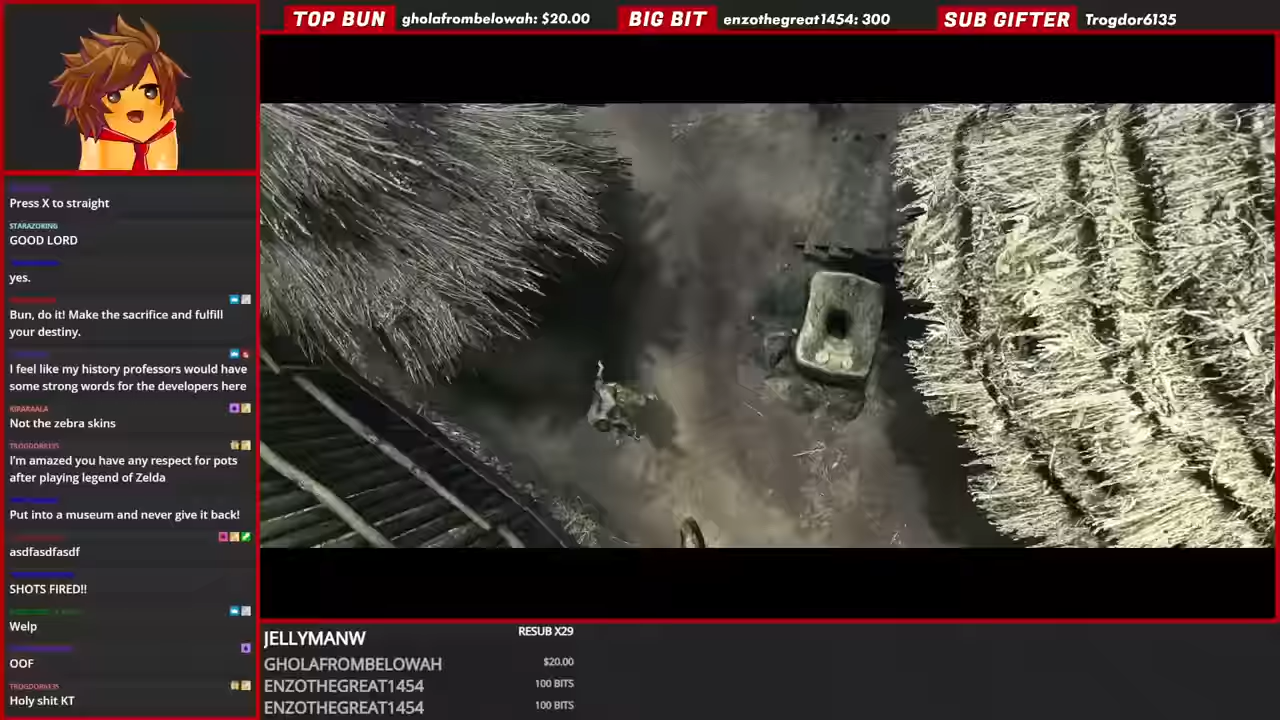 TOP BUN
gholafrombelowah: $20.00
BIG BIT
enzothegreat1454: 300
SUB GIFTER
Trogdor6135
Press X to straight
STARAZORING
GOOD LORD
yes.
Bun, do it! Make the sacrifice and fulfill
your destiny.
I feel like my history professors would have
some strong words for the developers here
KIRARAALA
Not the zebra skins
TROGDOR6135
I'm amazed you have any respect for pots
after playing legend of Zelda
Put into a museum and never give it back!
asdfasdfasdf
SHOTS FIRED!!
Welp
OOF
TROGDOR6135
Holy shit KT
JELLYMANW
RESUB X29
GHOLAFROMBELOWAH
$20.00
ENZOTHEGREAT1454
100 BITS
ENZOTHEGREAT1454
100 BITS